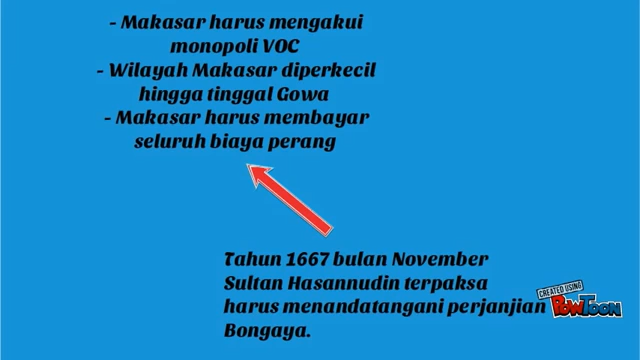 - Makasar harus mengakui
monopoli VOC
- Wilayah Makasar diperkecil
hingga tinggal Gowa
- Makasar harus membayar
seluruh biaya perang
Tahun 1667 bulan November
Sultan Hasannudin terpaksa
harus menandatangani perjanjian
Bongaya.
CREATED USING
POWTOON